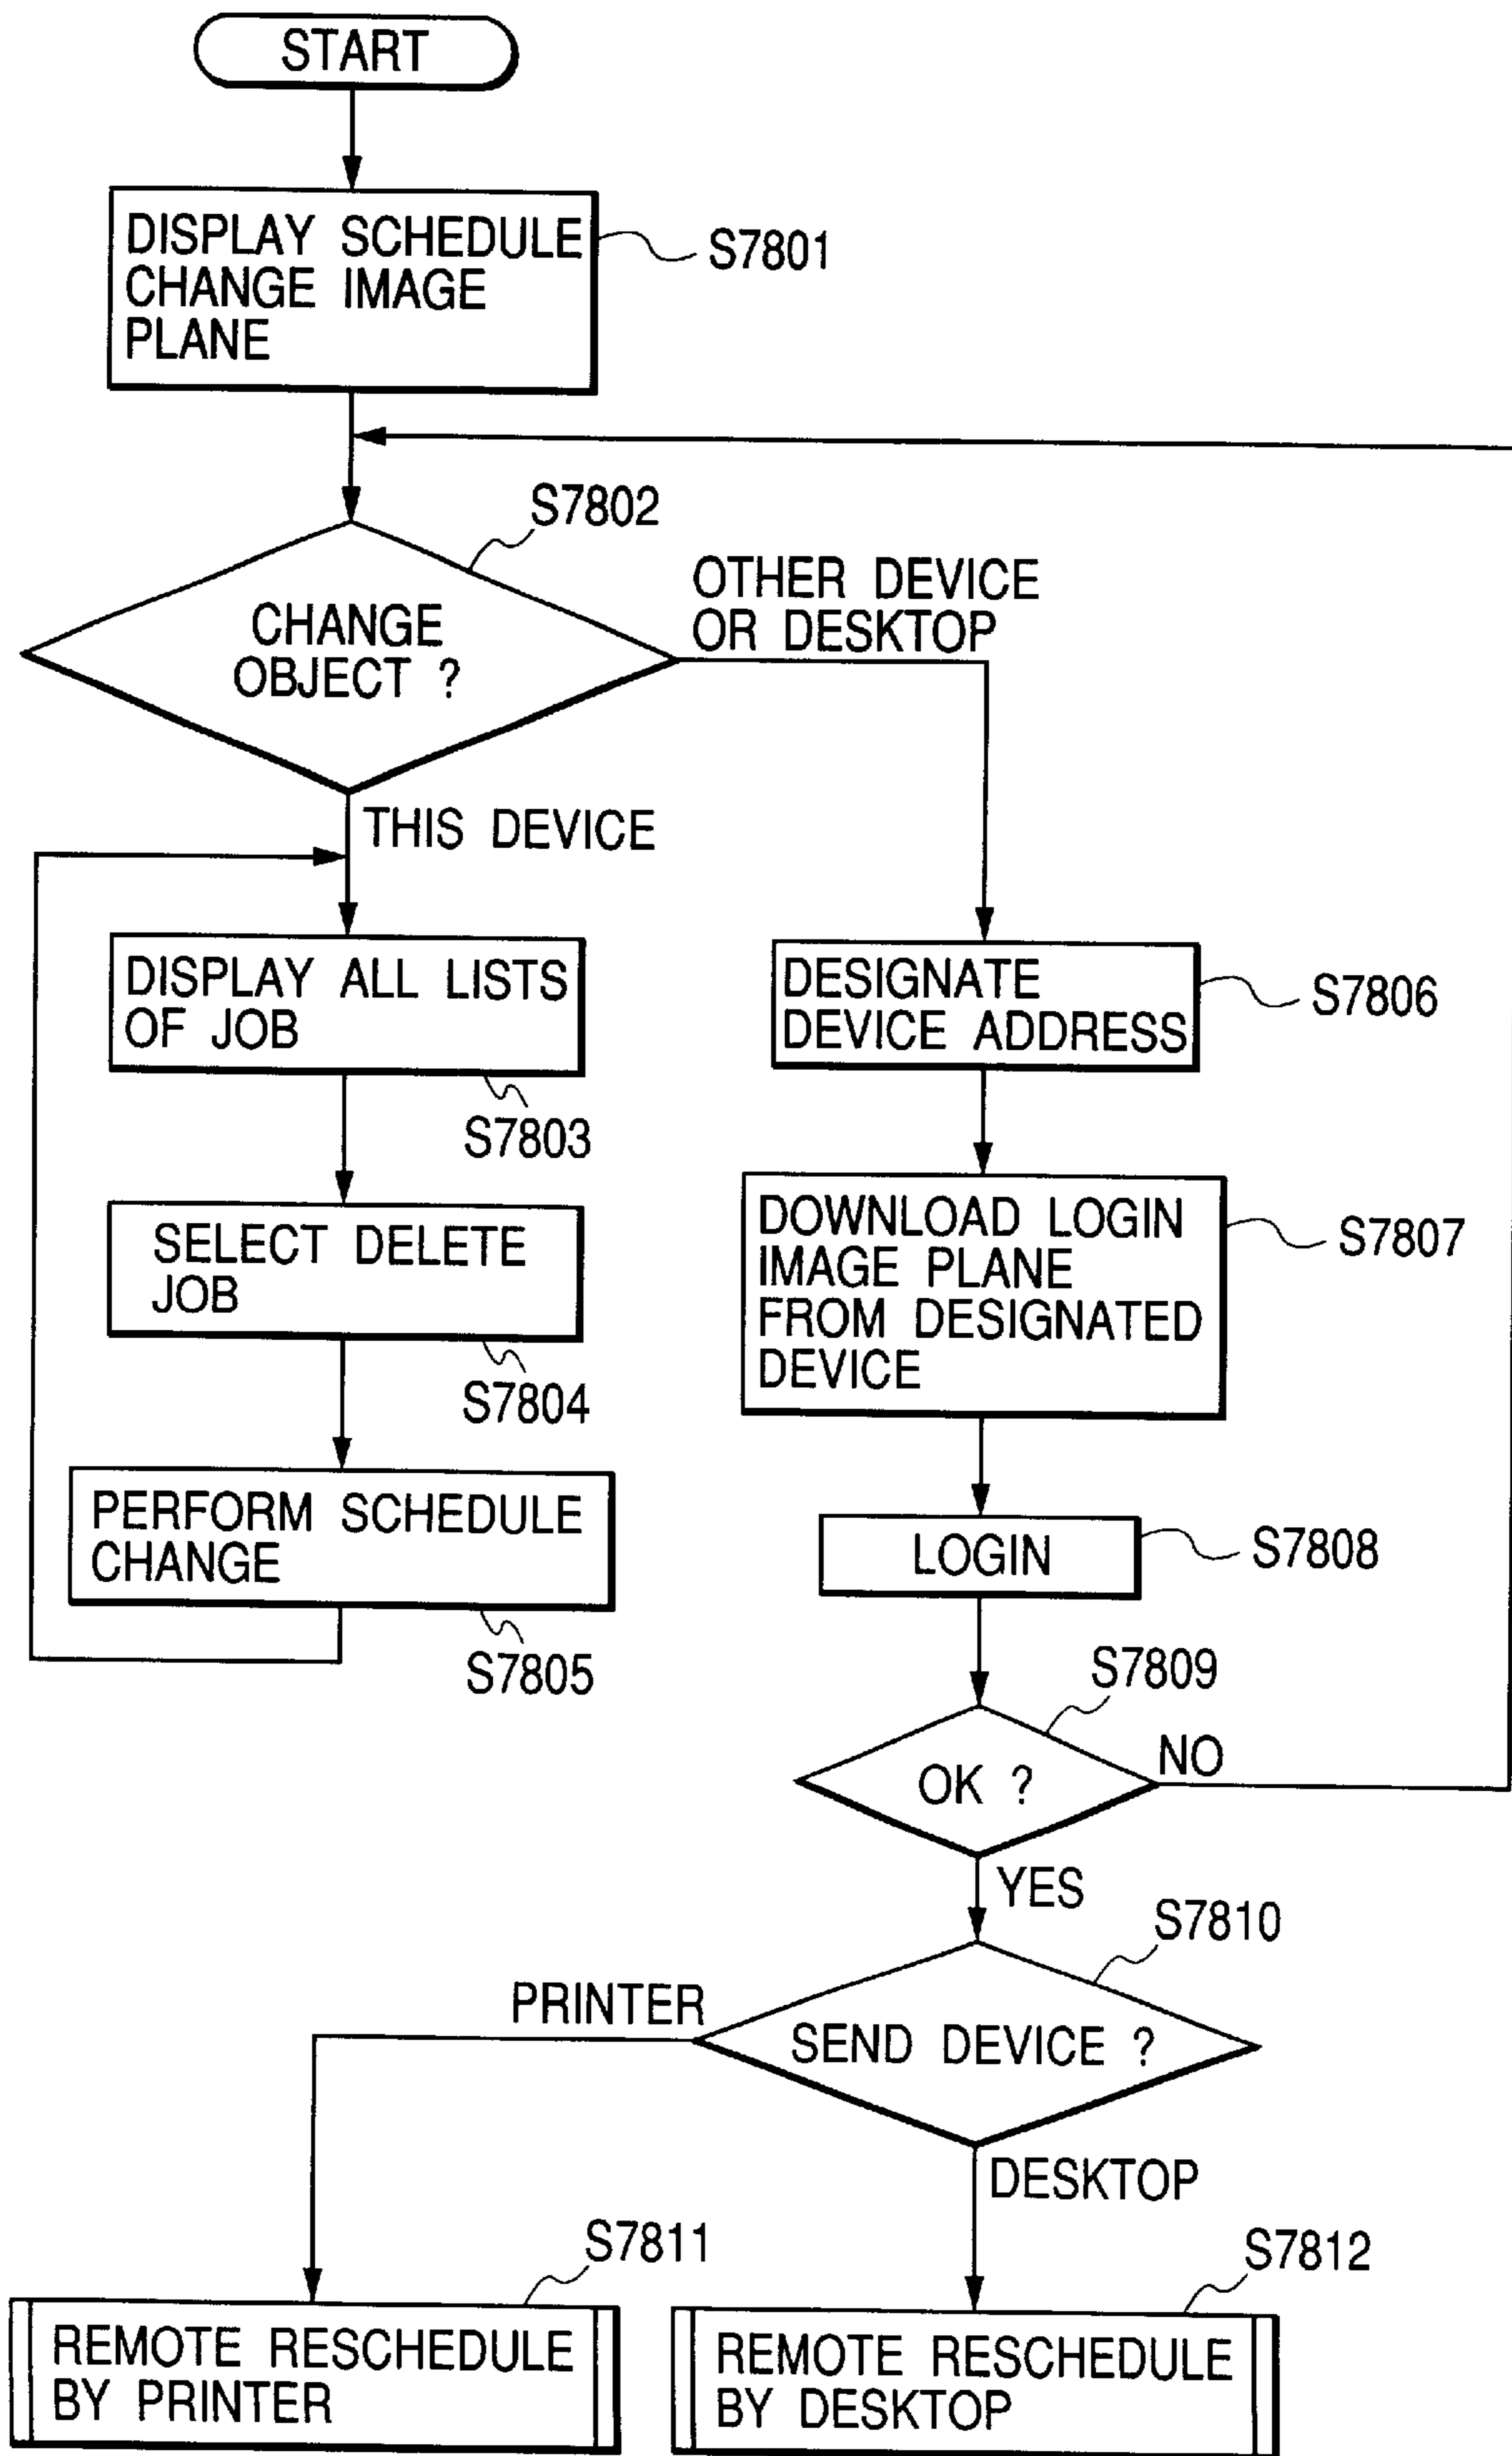 START
DISPLAY SCHEDULE
CHANGE IMAGE
PLANE
S7801
S7802
CHANGE
OBJECT ?
OTHER DEVICE
OR DESKTOP
THIS DEVICE
DISPLAY ALL LISTS
OF JOB
S7803
SELECT DELETE
JOB
S7804
PERFORM SCHEDULE
CHANGE
S7805
DESIGNATE
DEVICE ADDRESS
S7806
DOWNLOAD LOGIN
IMAGE PLANE
FROM DESIGNATED
DEVICE
S7807
LOGIN
S7808
S7809
OK ?
NO
YES
S7810
SEND DEVICE ?
PRINTER
DESKTOP
S7811
REMOTE RESCHEDULE
BY PRINTER
S7812
REMOTE RESCHEDULE
BY DESKTOP